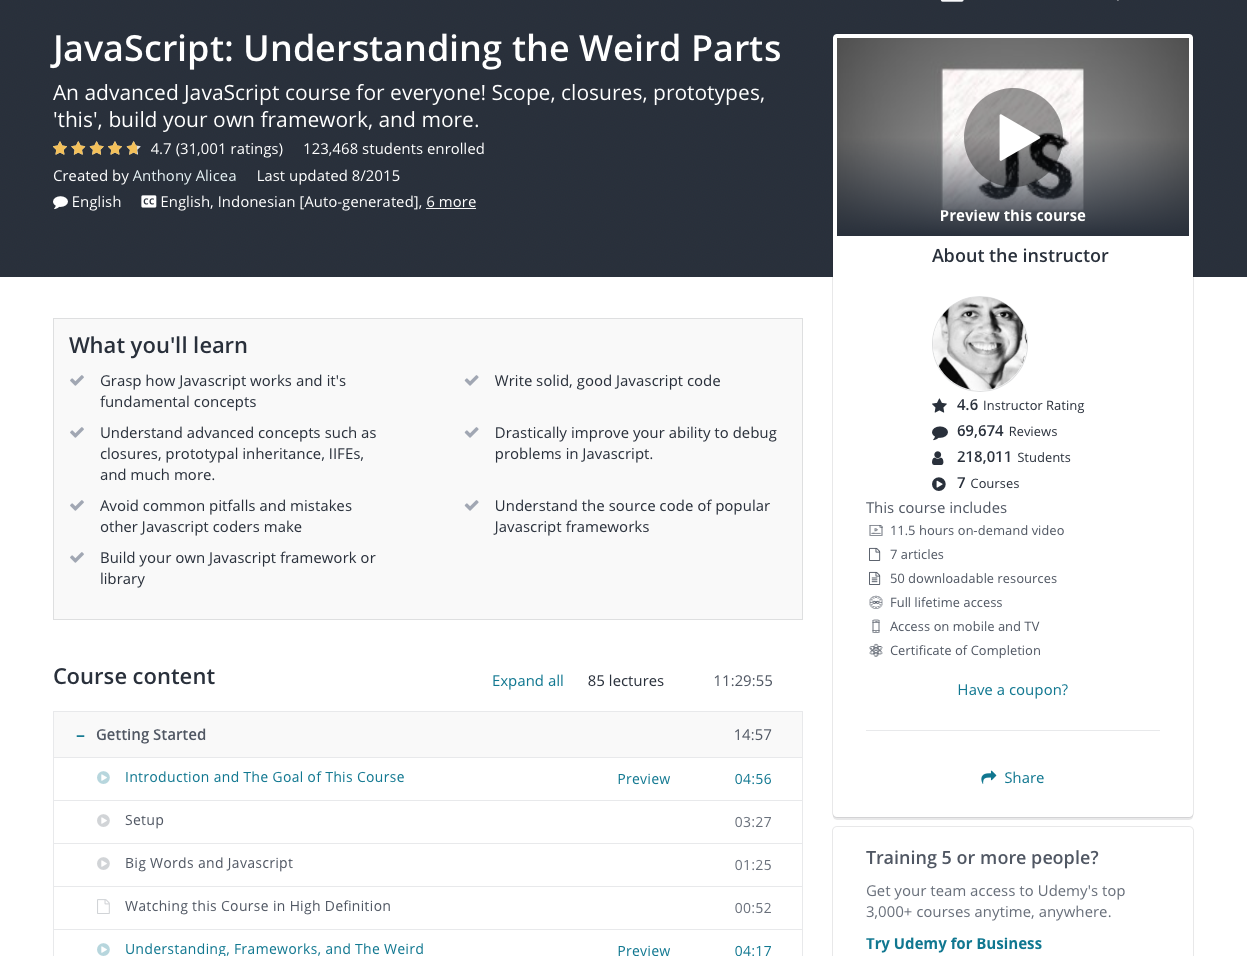 JavaScript: Understanding the Weird Parts
An advanced JavaScript course for everyone! Scope, closures, prototypes,
'this', build your own framework, and more.
4.7 (31,001 ratings) 123,468 students enrolled
Created by Anthony Alicea Last updated 8/2015
English CC English, Indonesian [Auto-generated], 6 more
JS
Preview this course
About the instructor
4.6 Instructor Rating
69,674 Reviews
218,011 Students
7 Courses
This course includes
11.5 hours on-demand video
7 articles
50 downloadable resources
Full lifetime access
Access on mobile and TV
Certificate of Completion
Have a coupon?
Share
Training 5 or more people?
Get your team access to Udemy's top
3,000+ courses anytime, anywhere.
Try Udemy for Business
What you'll learn
Grasp how Javascript works and it's
fundamental concepts
Write solid, good Javascript code
Understand advanced concepts such as
closures, prototypal inheritance, IIFEs,
and much more.
Drastically improve your ability to debug
problems in Javascript.
Avoid common pitfalls and mistakes
other Javascript coders make
Understand the source code of popular
Javascript frameworks
Build your own Javascript framework or
library
Course content Expand all 85 lectures 11:29:55
Getting Started 14:57
Introduction and The Goal of This Course Preview 04:56
Setup 03:27
Big Words and Javascript 01:25
Watching this Course in High Definition 00:52
Understanding, Frameworks, and The Weird Preview 04:17